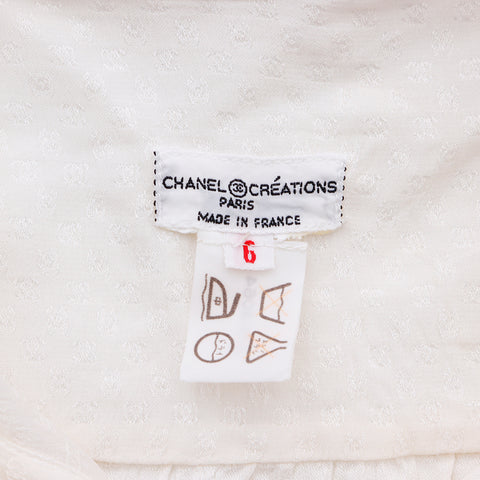 CHANEL CRÉATIONS
PARIS
MADE IN FRANCE
6